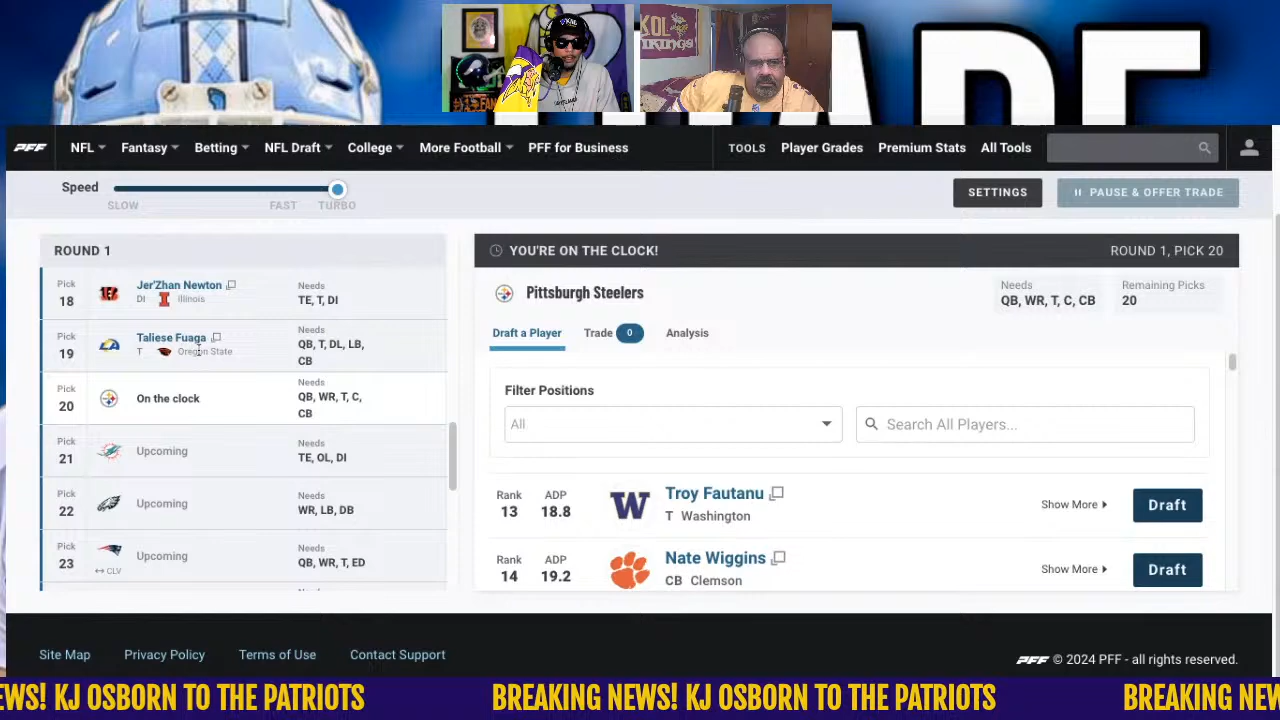 KOL
VIKINGS
PFF
NFL
Fantasy
Betting
NFL Draft
College
More Football
PFF for Business
TOOLS
Player Grades
Premium Stats
All Tools
Speed
SLOW
FAST
TURBO
SETTINGS
PAUSE & OFFER TRADE
ROUND 1
Pick
18
Jer'Zhan Newton
DI
Illinois
Needs
TE, T, DI
Pick
19
Taliese Fuaga
T
Oregon State
Needs
QB, T, DL, LB,
CB
Pick
20
On the clock
Needs
QB, WR, T, C,
CB
Pick
21
Upcoming
Needs
TE, OL, DI
Pick
22
Upcoming
Needs
WR, LB, DB
Pick
23
CLV
Upcoming
Needs
QB, WR, T, ED
YOU'RE ON THE CLOCK!
ROUND 1, PICK 20
Pittsburgh Steelers
Needs
QB, WR, T, C, CB
Remaining Picks
20
Draft a Player
Trade 0
Analysis
Filter Positions
All
Search All Players...
Rank
13
ADP
18.8
W
Troy Fautanu
T Washington
Show More
Draft
Rank
14
ADP
19.2
Nate Wiggins
CB Clemson
Show More
Draft
Site Map
Privacy Policy
Terms of Use
Contact Support
PFF © 2024 PFF - all rights reserved.
EWS! KJ OSBORN TO THE PATRIOTS BREAKING NEWS! KJ OSBORN TO THE PATRIOTS BREAKING NEW